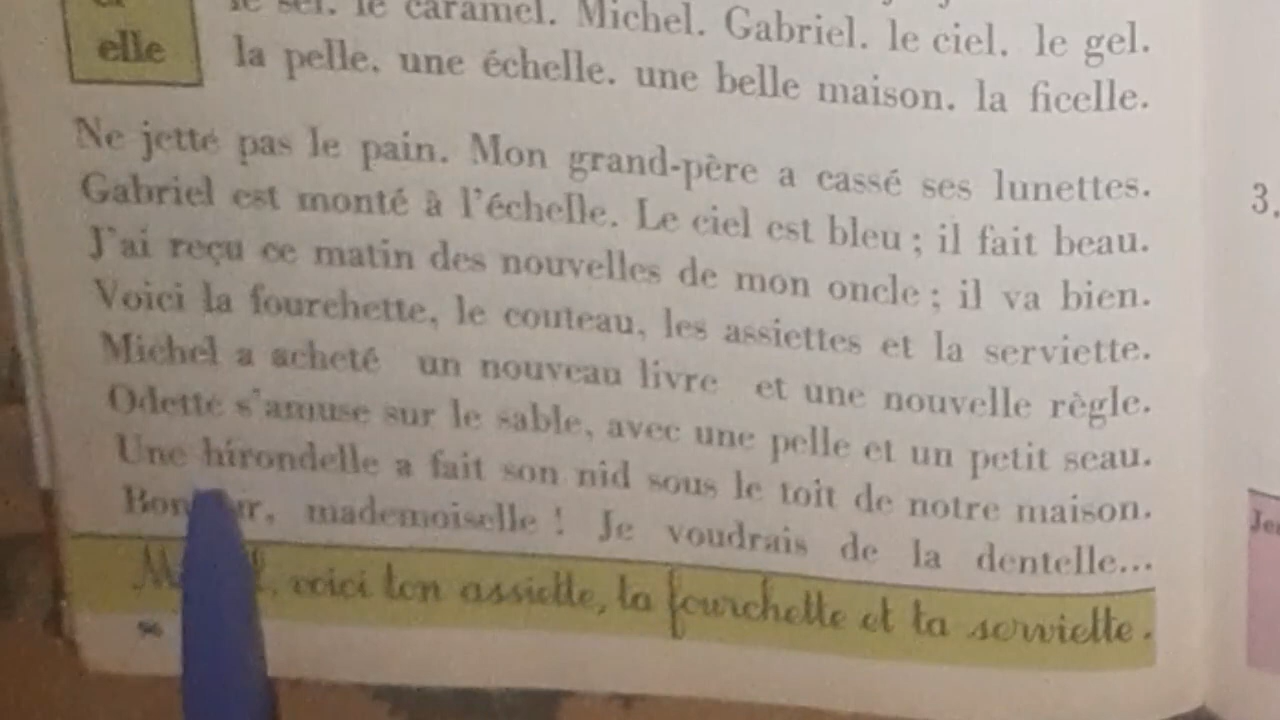 le sel. le caramel. Michel. Gabriel. le ciel. le gel.
elle la pelle. une échelle. une belle maison. la ficelle.
Ne jette pas le pain. Mon grand-père a cassé ses lunettes.
Gabriel est monté à l'échelle. Le ciel est bleu ; il fait beau.
J'ai reçu ce matin des nouvelles de mon oncle ; il va bien.
Voici la fourchette, le couteau, les assiettes et la serviette.
Michel a acheté un nouveau livre et une nouvelle règle.
Odette s'amuse sur le sable, avec une pelle et un petit seau.
Une hirondelle a fait son nid sous le toit de notre maison.
mademoiselle ! Je voudrais de la dentelle...
voici ton assiette, ta fourchette et ta serviette.
96
3.
Je